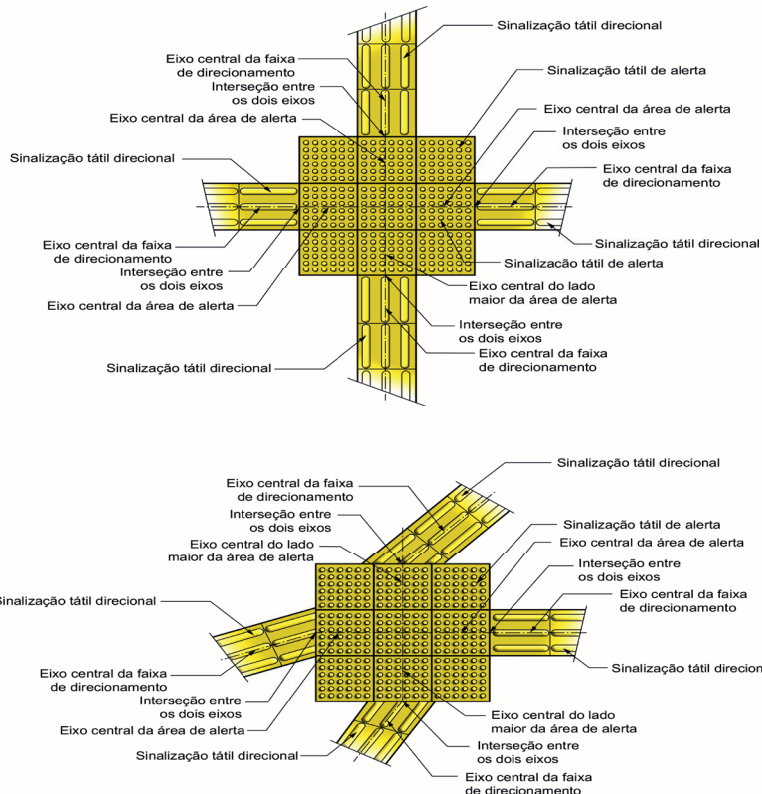 Sinalização tátil direcional
Eixo central da faixa
de direcionamento
Interseção entre
os dois eixos
Eixo central da área de alerta
Sinalização tátil de alerta
Eixo central da área de alerta
Interseção entre
os dois eixos
Sinalização tátil direcional
Eixo central da faixa
de direcionamento
Eixo central da faixa
de direcionamento
Interseção entre
os dois eixos
Eixo central da área de alerta
Sinalização tátil direcional
Sinalização tátil de alerta
Eixo central do lado
maior da área de alerta
Interseção entre
os dois eixos
Eixo central da faixa
de direcionamento
Sinalização tátil direcional
Sinalização tátil direcional
Eixo central da faixa
de direcionamento
Interseção entre
os dois eixos
Eixo central do lado
maior da área de alerta
Sinalização tátil de alerta
Eixo central da área de alerta
Interseção entre
os dois eixos
Eixo central da faixa
de direcionamento
Sinalização tátil direcional
Eixo central da faixa
de direcionamento
Interseção entre
os dois eixos
Eixo central da área de alerta
Sinalização tátil direcional
Sinalização tátil direcion
Eixo central do lado
maior da área de alerta
Interseção entre
os dois eixos
Eixo central da faixa
de direcionamento